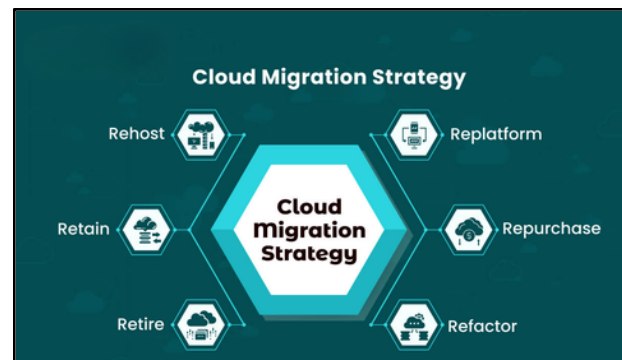 Cloud Migration Strategy
Rehost
Replatform
Cloud
Migration
Strategy
Retain
Repurchase
Retire
Refactor